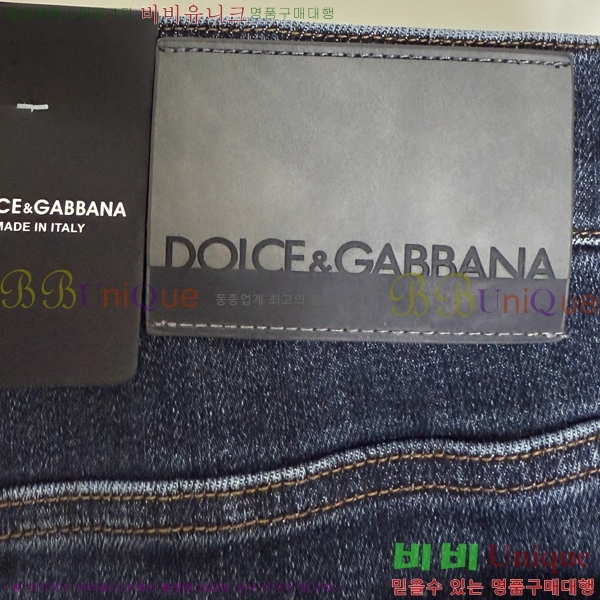 비비유니크명품구매대행
CE&GABBANA
MADE IN ITALY
DOLCE&GABBANA
BBUniQue
동종업계 최고의
BBUniQue
비비 Unique
믿을수 있는 명품구매대행